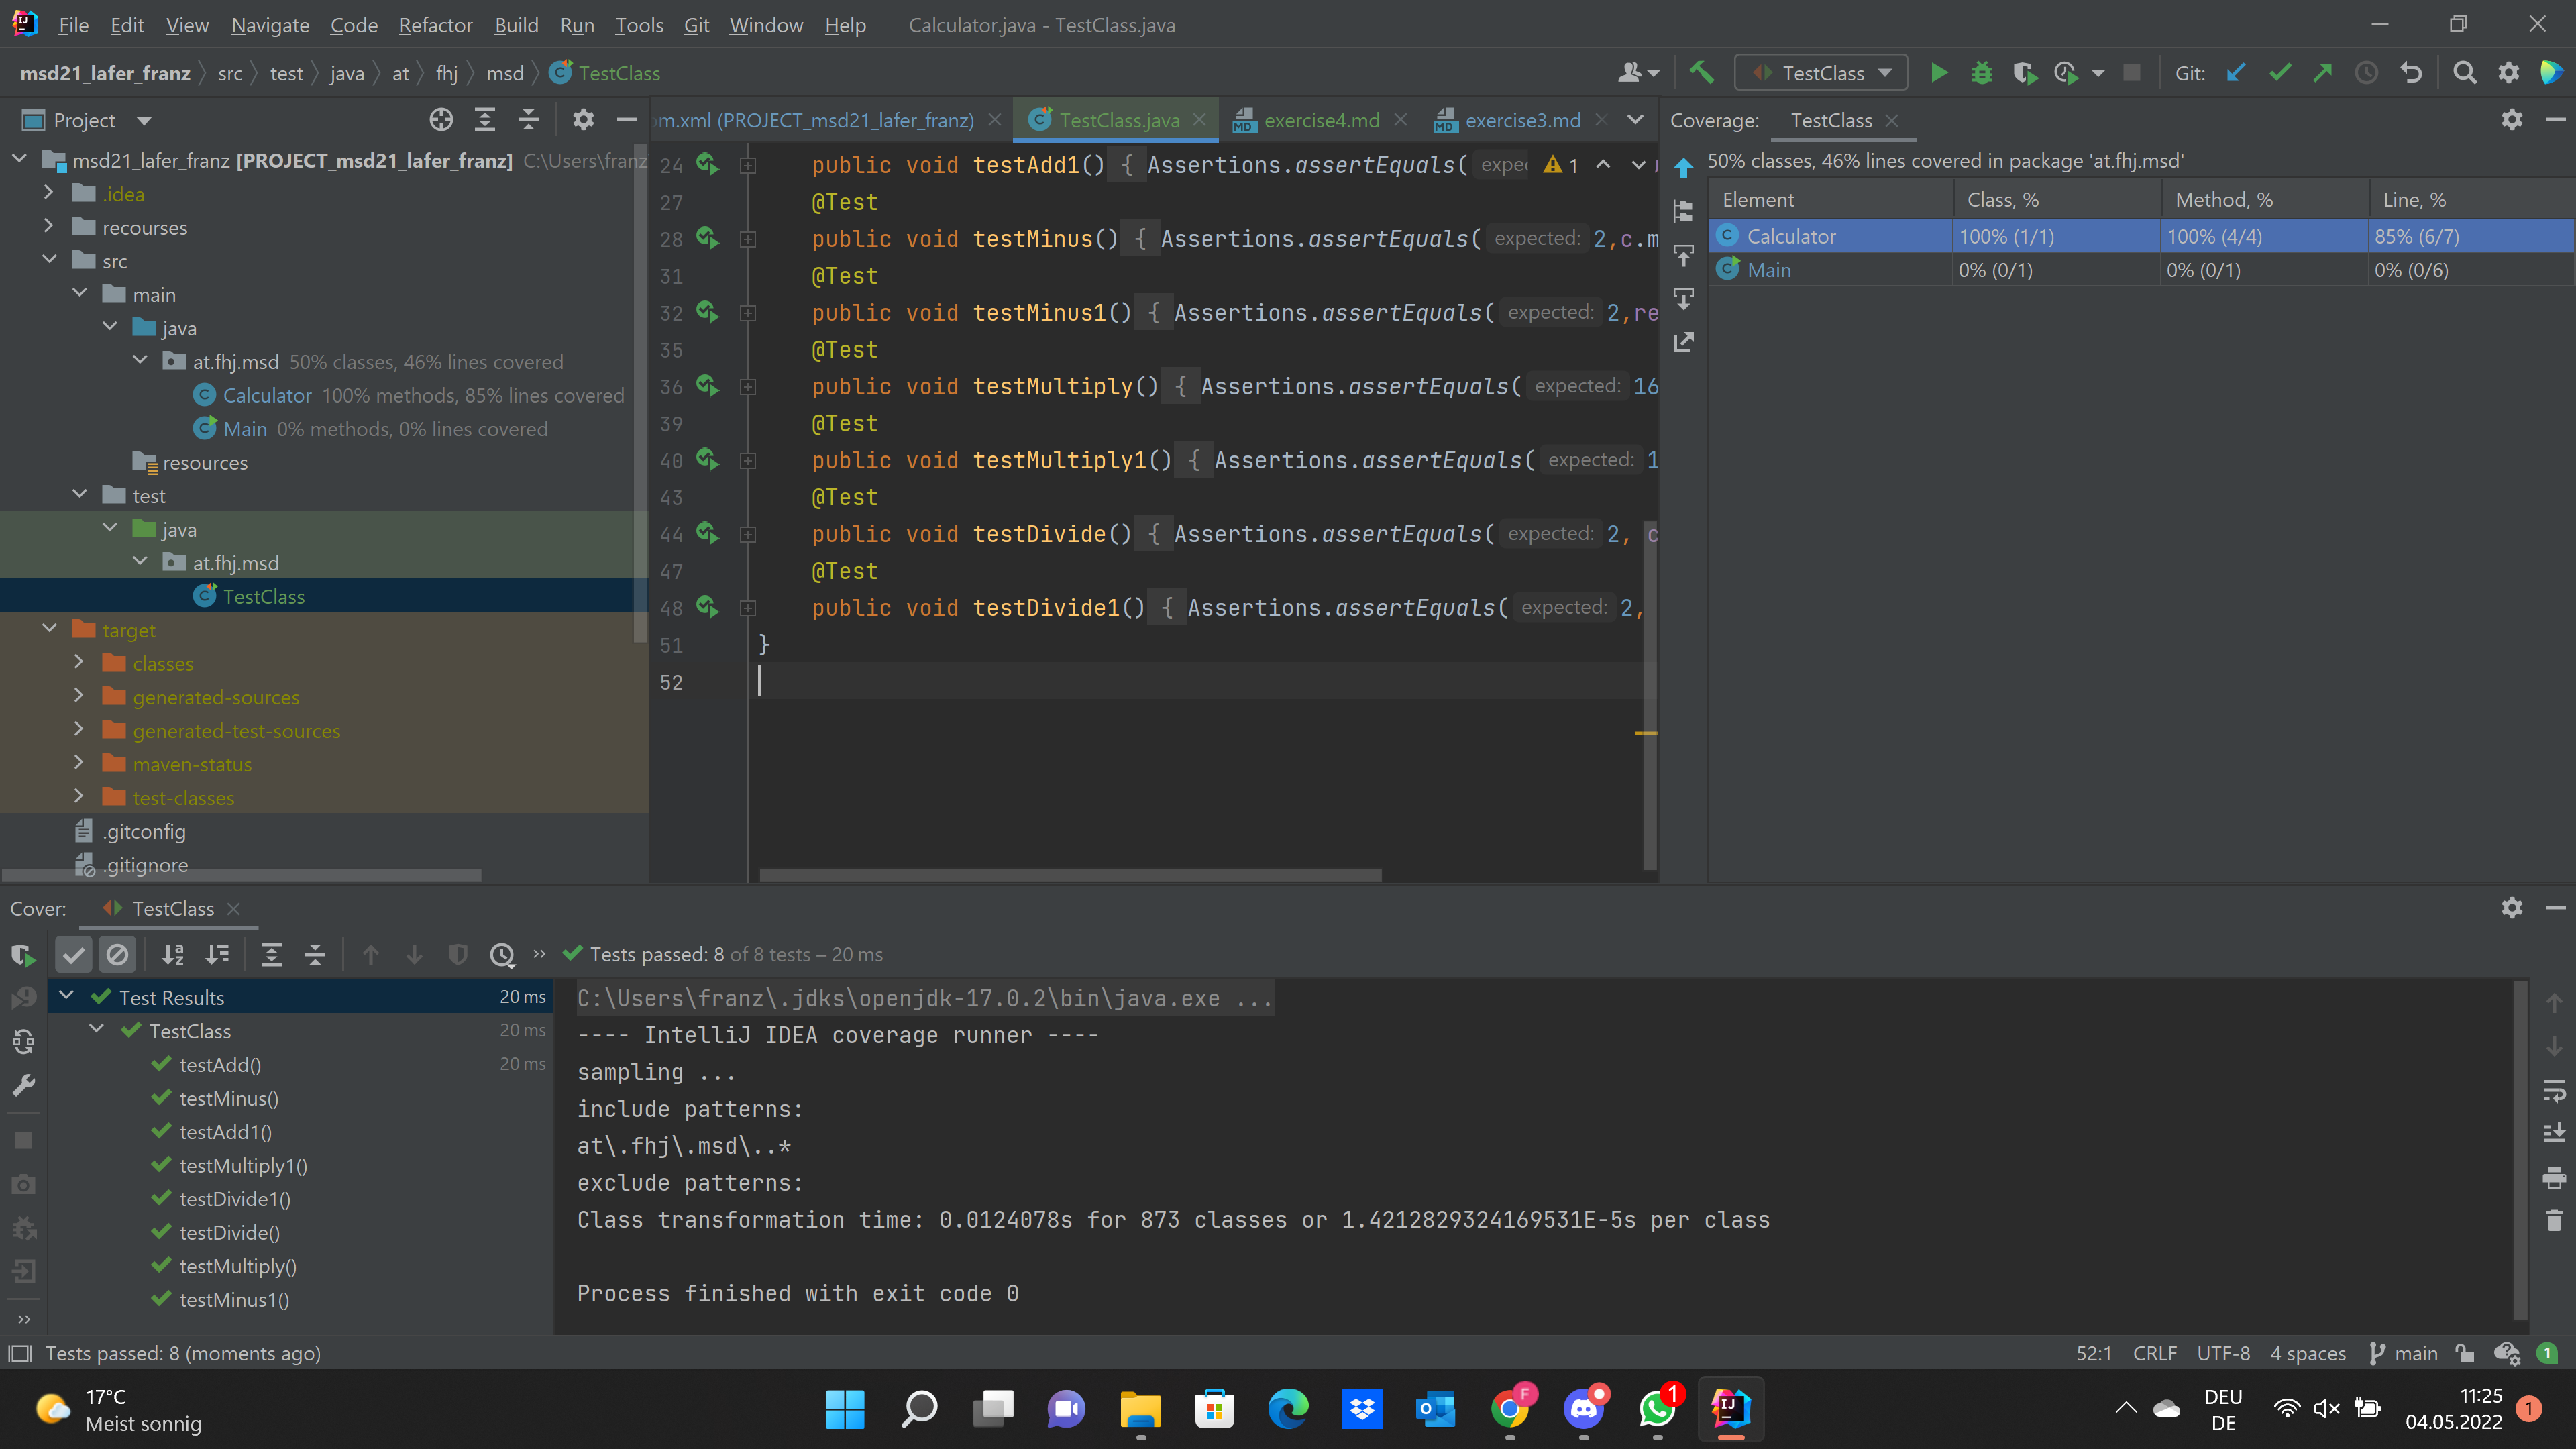 File Edit View Navigate Code Refactor Build Run Tools Git Window Help Calculator.java - TestClass.java
msd21_lafer_franz src test java at fhj msd TestClass
TestClass Git:
Project
msd21_lafer_franz [PROJECT_msd21_lafer_franz] C:\Users\franz
.idea
recourses
src
main
java
at.fhj.msd 50% classes, 46% lines covered
Calculator 100% methods, 85% lines covered
Main 0% methods, 0% lines covered
resources
test
java
at.fhj.msd
TestClass
target
classes
generated-sources
generated-test-sources
maven-status
test-classes
.gitconfig
.gitignore
om.xml (PROJECT_msd21_lafer_franz) TestClass.java exercise4.md exercise3.md
24 public void testAdd1() { Assertions.assertEquals( expec 1
27 @Test
28 public void testMinus() { Assertions.assertEquals( expected: 2,c.m
31 @Test
32 public void testMinus1() { Assertions.assertEquals( expected: 2,re
35 @Test
36 public void testMultiply() { Assertions.assertEquals( expected: 16
39 @Test
40 public void testMultiply1() { Assertions.assertEquals( expected: 1
43 @Test
44 public void testDivide() { Assertions.assertEquals( expected: 2, c
47 @Test
48 public void testDivide1() { Assertions.assertEquals( expected: 2,
51 }
52
Coverage: TestClass
50% classes, 46% lines covered in package 'at.fhj.msd'
Element Class, % Method, % Line, %
Calculator 100% (1/1) 100% (4/4) 85% (6/7)
Main 0% (0/1) 0% (0/1) 0% (0/6)
Cover: TestClass
Tests passed: 8 of 8 tests – 20 ms
Test Results 20 ms
TestClass 20 ms
testAdd() 20 ms
testMinus()
testAdd1()
testMultiply1()
testDivide1()
testDivide()
testMultiply()
testMinus1()
C:\Users\franz\.jdks\openjdk-17.0.2\bin\java.exe ...
---- IntelliJ IDEA coverage runner ----
sampling ...
include patterns:
at\.fhj\.msd\..*
exclude patterns:
Class transformation time: 0.0124078s for 873 classes or 1.4212829324169531E-5s per class
Process finished with exit code 0
Tests passed: 8 (moments ago) 52:1 CRLF UTF-8 4 spaces main 1
17°C
Meist sonnig
F
1
DEU
DE
11:25
04.05.2022
1